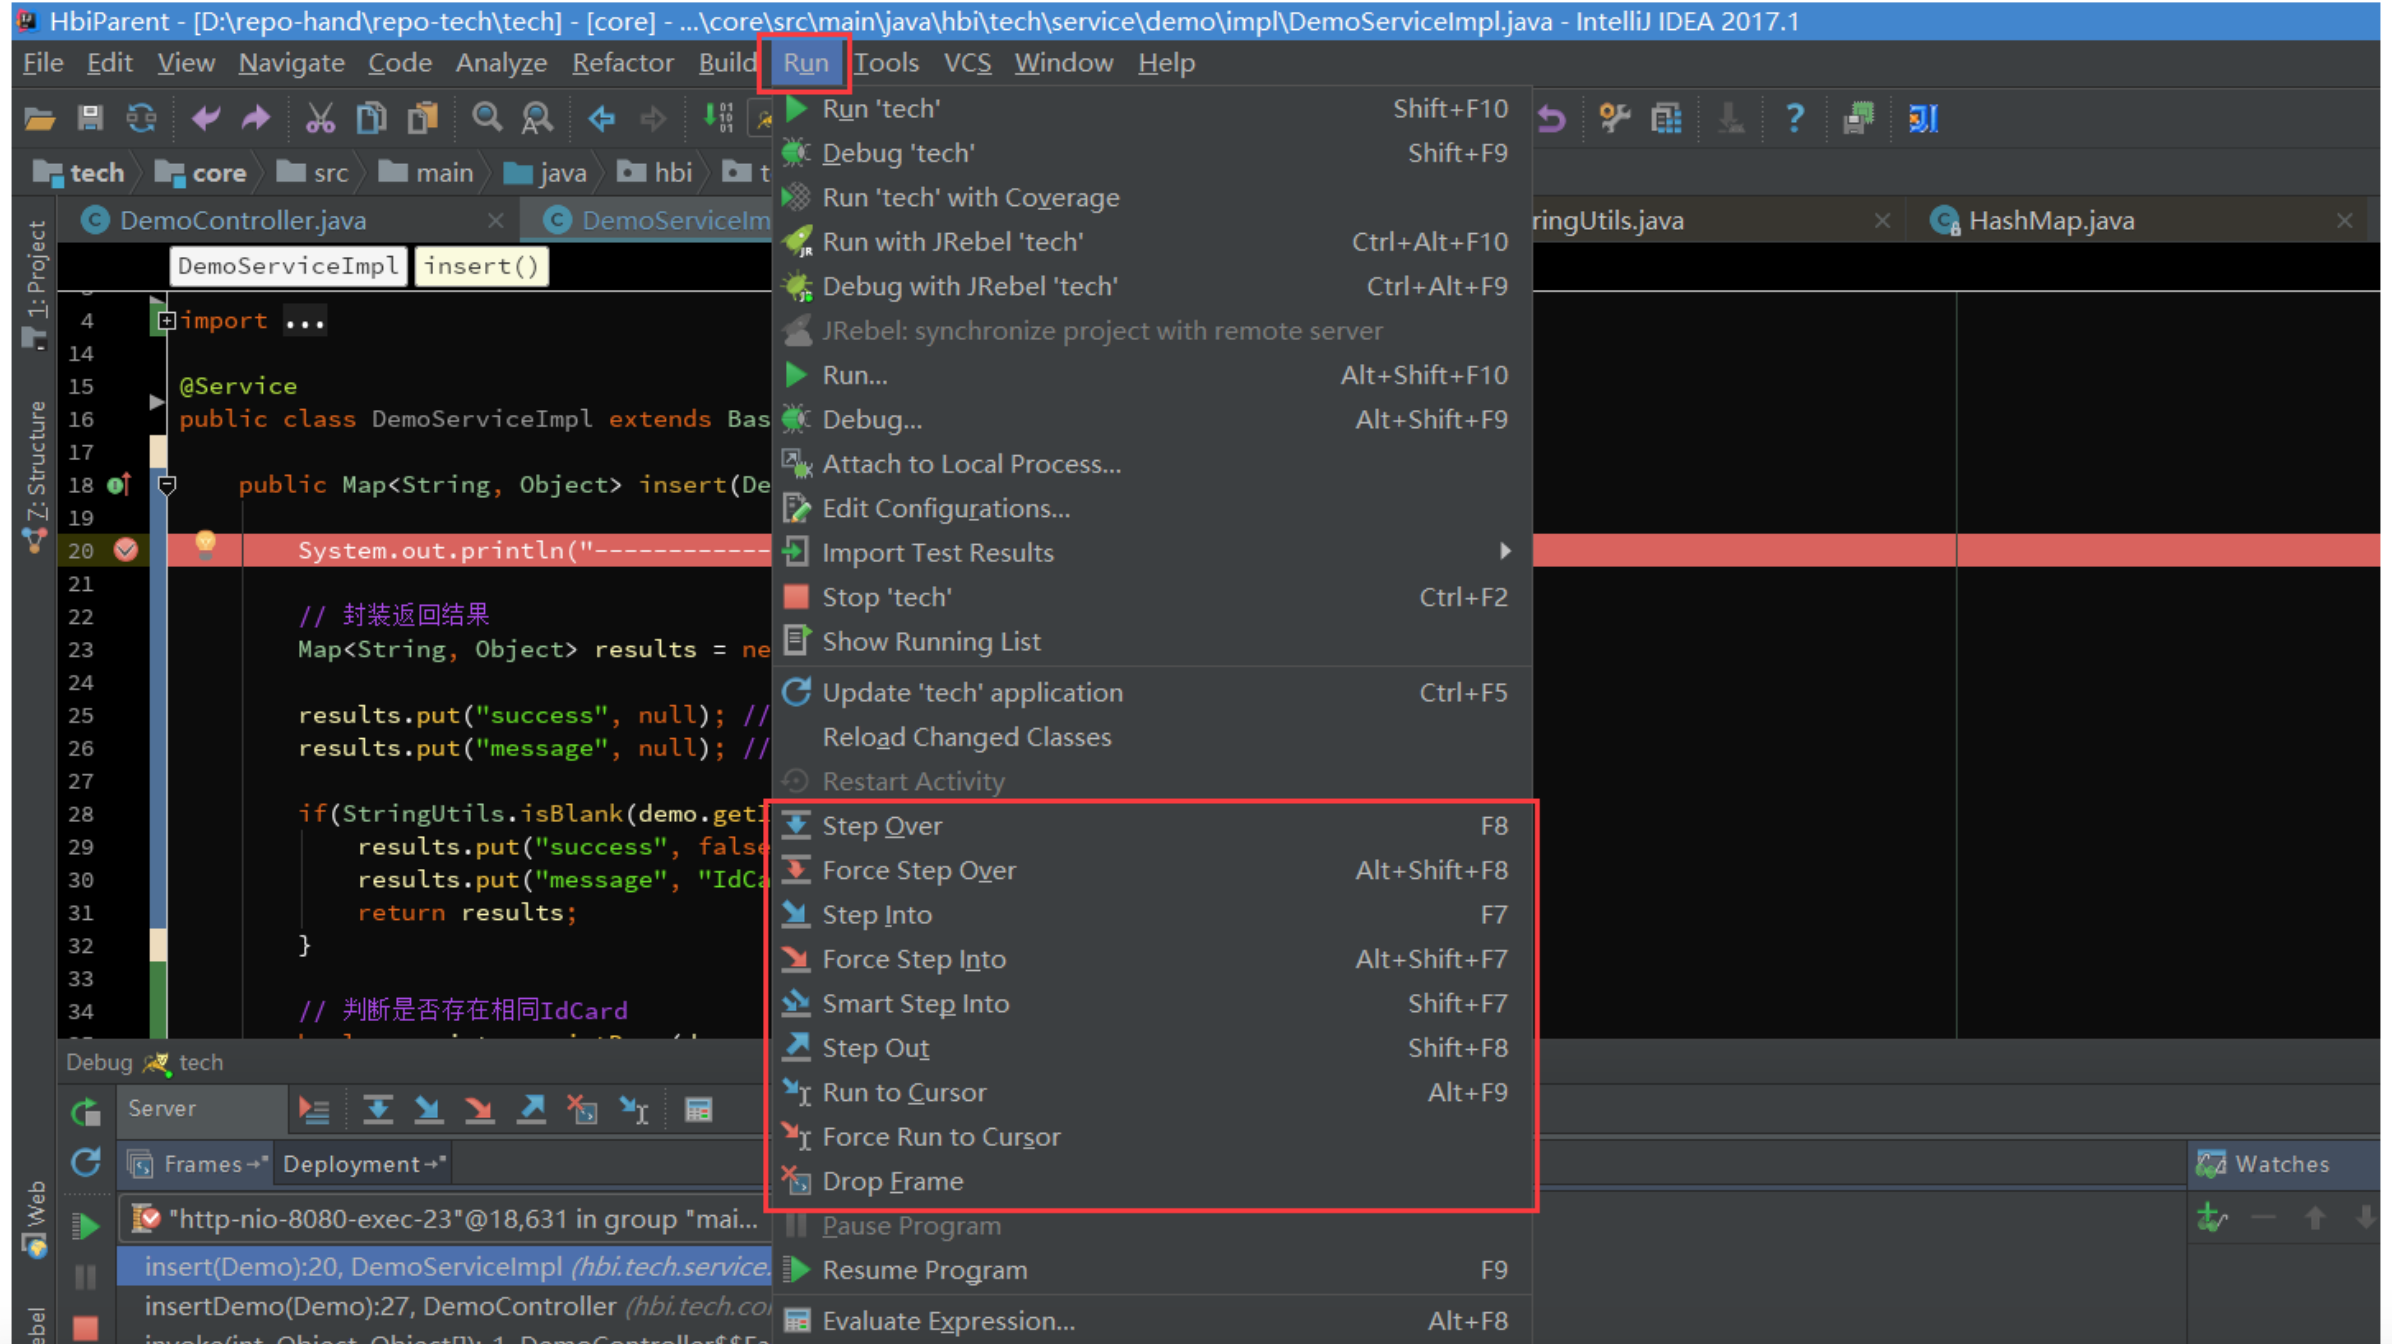 HbiParent - [D:\repo-hand\repo-tech\tech] - [core] - ...\core\src\main\java\hbi\tech\service\demo\impl\DemoServiceImpl.java - IntelliJ IDEA 2017.1
File Edit View Navigate Code Analyze Refactor Build Run Tools VCS Window Help
tech core src main java hbi t
DemoController.java DemoServiceIm ringUtils.java HashMap.java
DemoServiceImpl insert()
1: Project
Z: Structure
Web
ebel
4 import ...
14
15 @Service
16 public class DemoServiceImpl extends Bas
17
18 public Map<String, Object> insert(De
19
20 System.out.println("------------
21
22 // 封装返回结果
23 Map<String, Object> results = ne
24
25 results.put("success", null); //
26 results.put("message", null); //
27
28 if(StringUtils.isBlank(demo.getI
29 results.put("success", false
30 results.put("message", "IdCa
31 return results;
32 }
33
34 // 判断是否存在相同IdCard
Run 'tech' Shift+F10
Debug 'tech' Shift+F9
Run 'tech' with Coverage
Run with JRebel 'tech' Ctrl+Alt+F10
Debug with JRebel 'tech' Ctrl+Alt+F9
JRebel: synchronize project with remote server
Run... Alt+Shift+F10
Debug... Alt+Shift+F9
Attach to Local Process...
Edit Configurations...
Import Test Results
Stop 'tech' Ctrl+F2
Show Running List
Update 'tech' application Ctrl+F5
Reload Changed Classes
Restart Activity
Step Over F8
Force Step Over Alt+Shift+F8
Step Into F7
Force Step Into Alt+Shift+F7
Smart Step Into Shift+F7
Step Out Shift+F8
Run to Cursor Alt+F9
Force Run to Cursor
Drop Frame
Pause Program
Resume Program F9
Evaluate Expression... Alt+F8
Debug tech
Server
Frames Deployment
Watches
"http-nio-8080-exec-23"@18,631 in group "mai...
insert(Demo):20, DemoServiceImpl (hbi.tech.service.
insertDemo(Demo):27, DemoController (hbi.tech.co